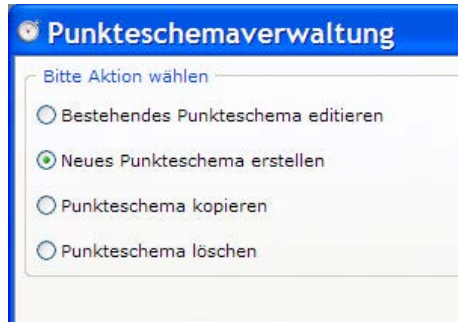 Punkteschemaverwaltung
Bitte Aktion wählen
Bestehendes Punkteschema editieren
Neues Punkteschema erstellen
Punkteschema kopieren
Punkteschema löschen